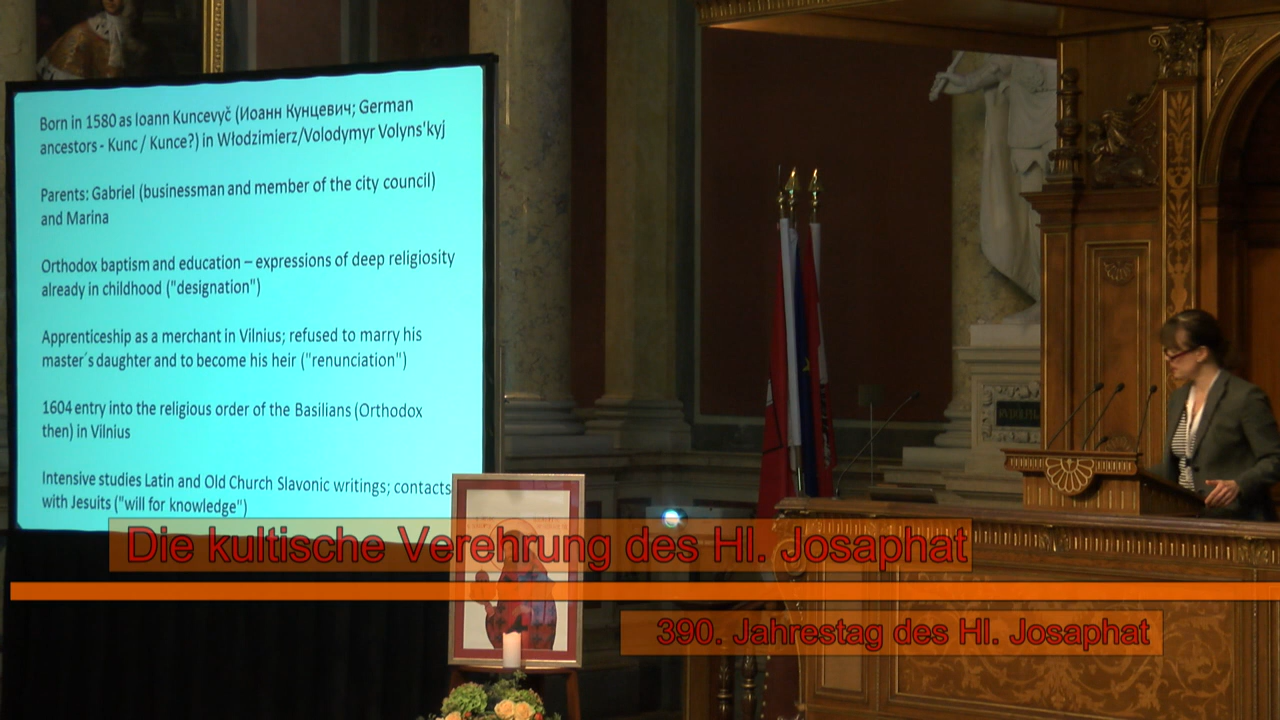 Born in 1580 as Ioann Kuncevyč (Иоанн Кунцевич; German
ancestors - Kunc / Kunce?) in Włodzimierz/Volodymyr Volyns'kyj
Parents: Gabriel (businessman and member of the city council)
and Marina
Orthodox baptism and education – expressions of deep religiosity
already in childhood ("designation")
Apprenticeship as a merchant in Vilnius; refused to marry his
master´s daughter and to become his heir ("renunciation")
1604 entry into the religious order of the Basilians (Orthodox
then) in Vilnius
Intensive studies Latin and Old Church Slavonic writings; contacts
with Jesuits ("will for knowledge")
Die kultische Verehrung des Hl. Josaphat
390. Jahrestag des Hl. Josaphat